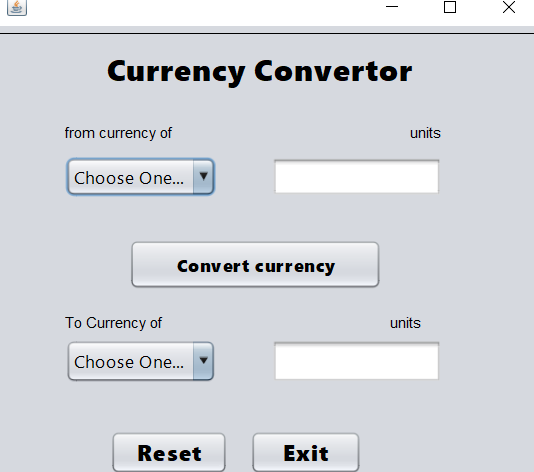 Currency Convertor
from currency of units
Choose One...
Convert currency
To Currency of units
Choose One...
Reset Exit